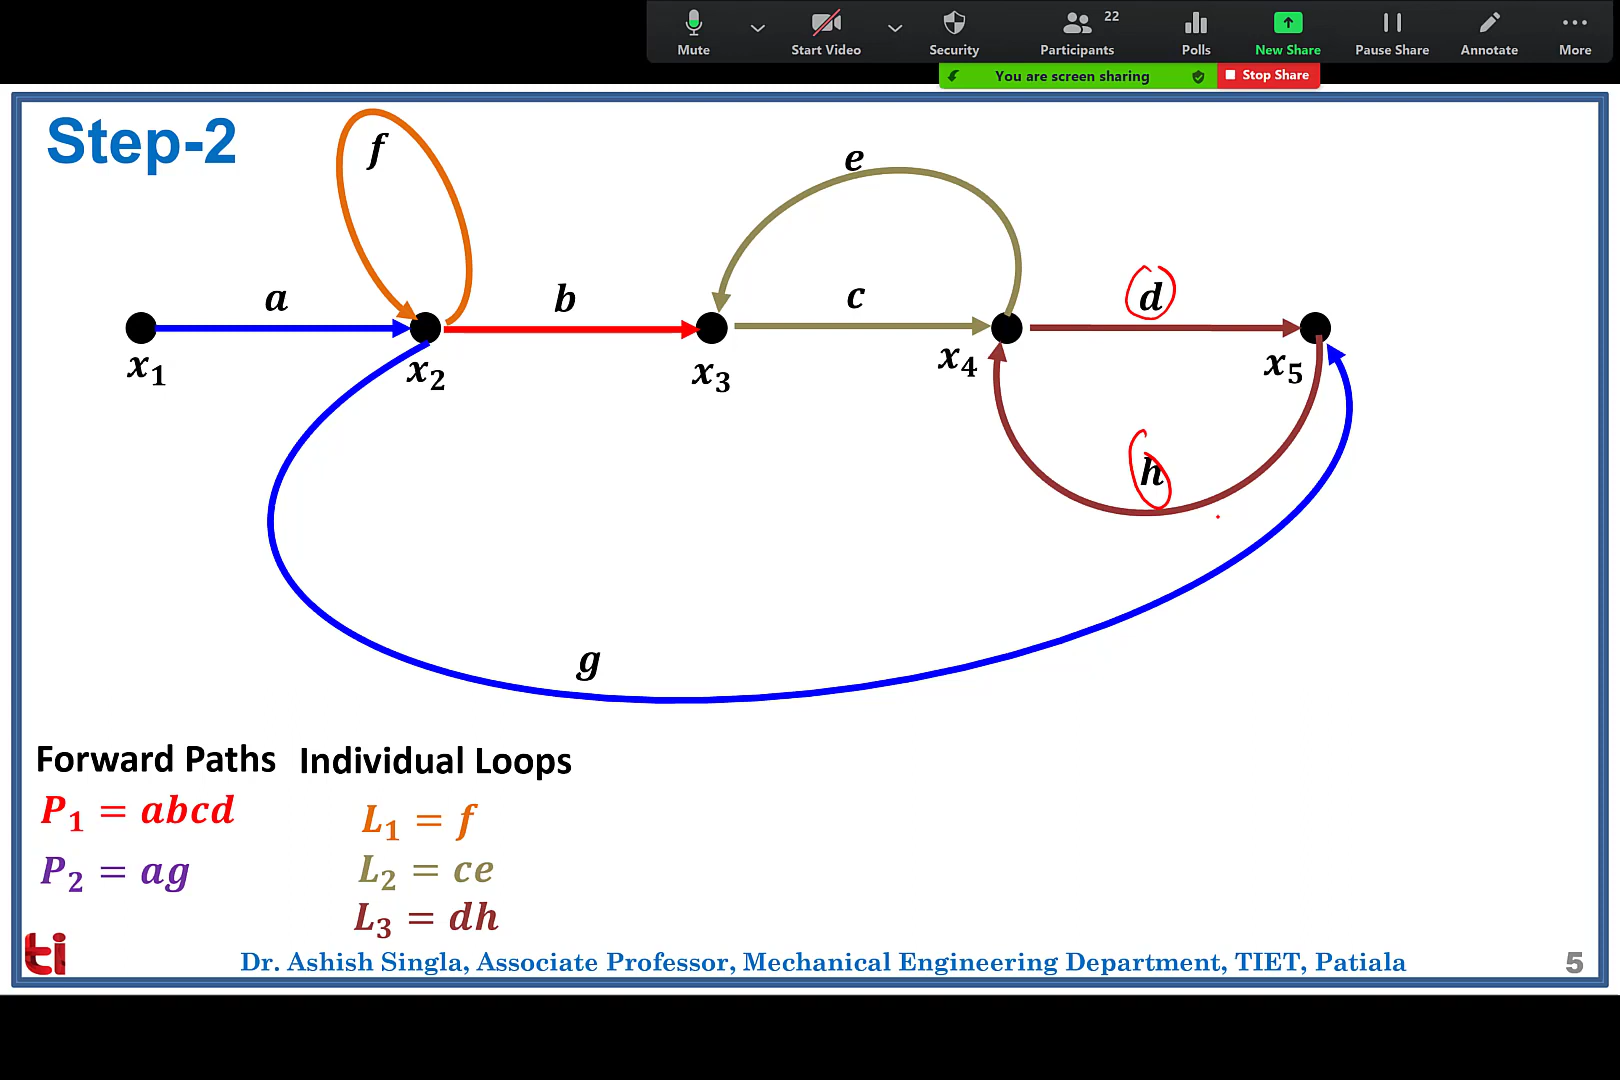 Mute
Start Video
Security
Participants
22
Polls
New Share
Pause Share
Annotate
More
You are screen sharing
Stop Share
Step-2
f
e
a
b
c
d
x₁
x₂
x₃
x₄
x₅
h
g
Forward Paths
Individual Loops
P₁ = abcd
L₁ = f
P₂ = ag
L₂ = ce
L₃ = dh
ti
Dr. Ashish Singla, Associate Professor, Mechanical Engineering Department, TIET, Patiala
5